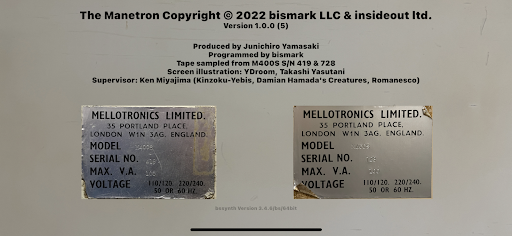 The Manetron Copyright © 2022 bismark LLC & insideout ltd.
Version 1.0.0 (5)
Produced by Junichiro Yamasaki
Programmed by bismark
Tape sampled from M400S S/N 419 & 728
Screen illustration: YDroom, Takashi Yasutani
Supervisor: Ken Miyajima (Kinzoku-Yebis, Damian Hamada's Creatures, Romanesco)
MELLOTRONICS LIMITED.
35 PORTLAND PLACE,
LONDON W1N 3AG. ENGLAND.
MODEL
SERIAL NO.
MAX. V.A.
VOLTAGE 110/120. 220/240.
50 OR 60 HZ.
MELLOTRONICS LIMITED.
35 PORTLAND PLACE,
LONDON W1N 3AG. ENGLAND.
MODEL
SERIAL NO.
MAX. V.A.
VOLTAGE 110/120. 220/240.
50 OR 60 HZ.